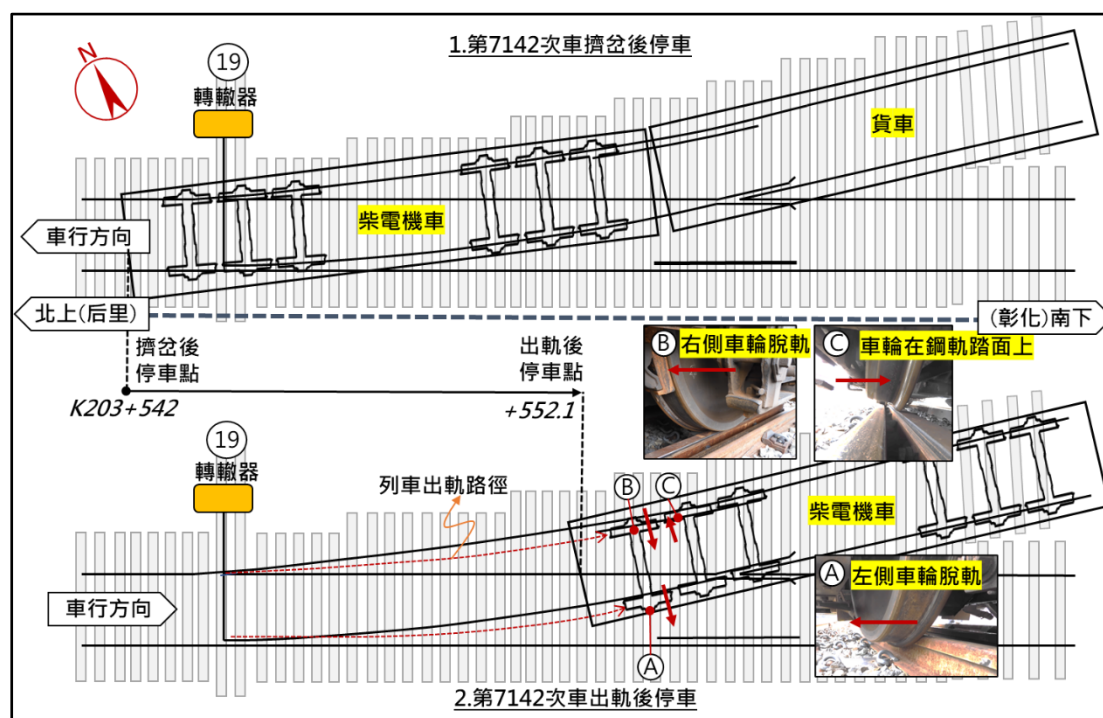 1.第7142次車擠岔後停車
N
19
轉轍器
貨車
柴電機車
車行方向
北上(后里)
(彰化)南下
擠岔後
停車點
出軌後
停車點
K203+542
+552.1
B
右側車輪脫軌
C
車輪在鋼軌踏面上
19
轉轍器
列車出軌路徑
B
C
柴電機車
車行方向
A
左側車輪脫軌
A
2.第7142次車出軌後停車